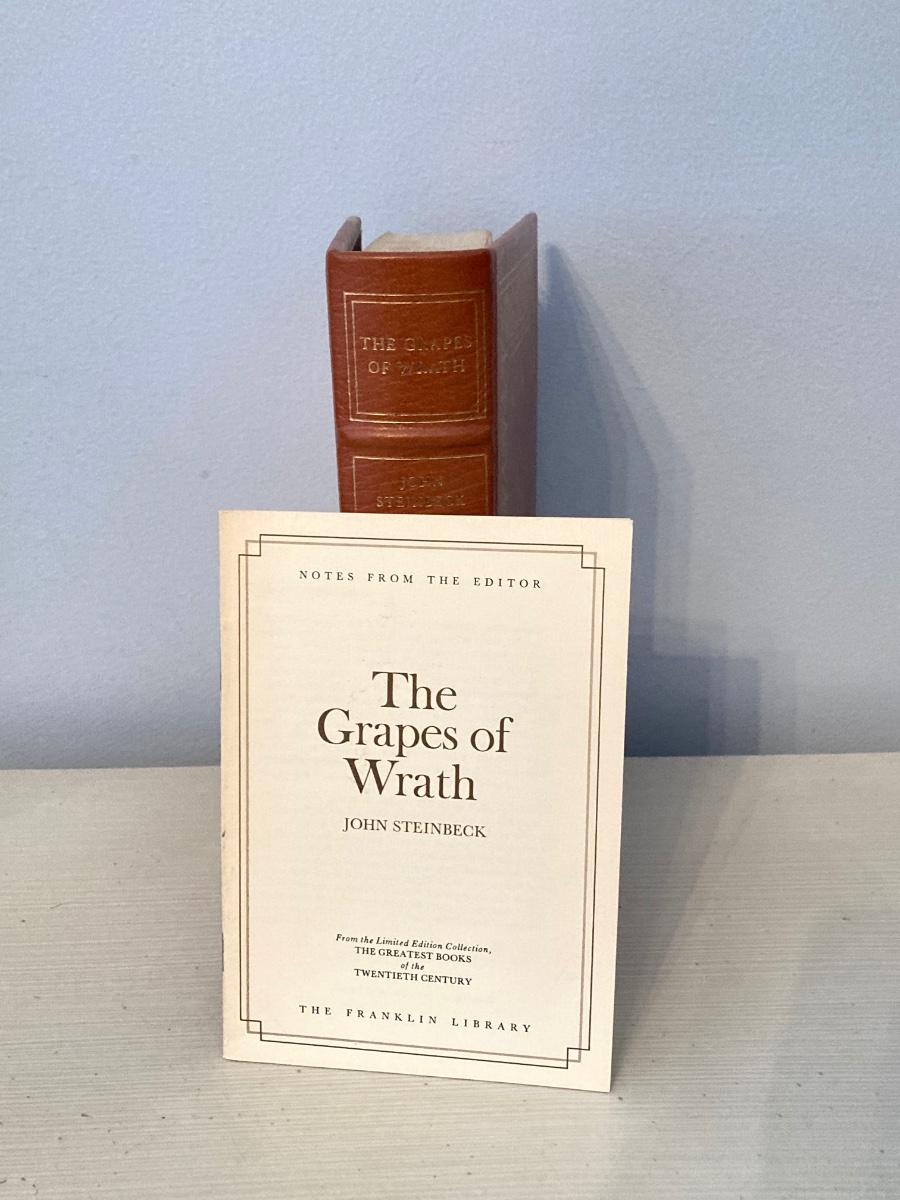 THE GRAPES
OF WRATH
JOHN
STEINBECK
NOTES FROM THE EDITOR
The
Grapes of
Wrath
JOHN STEINBECK
From the Limited Edition Collection,
THE GREATEST BOOKS
of the
TWENTIETH CENTURY
THE FRANKLIN LIBRARY